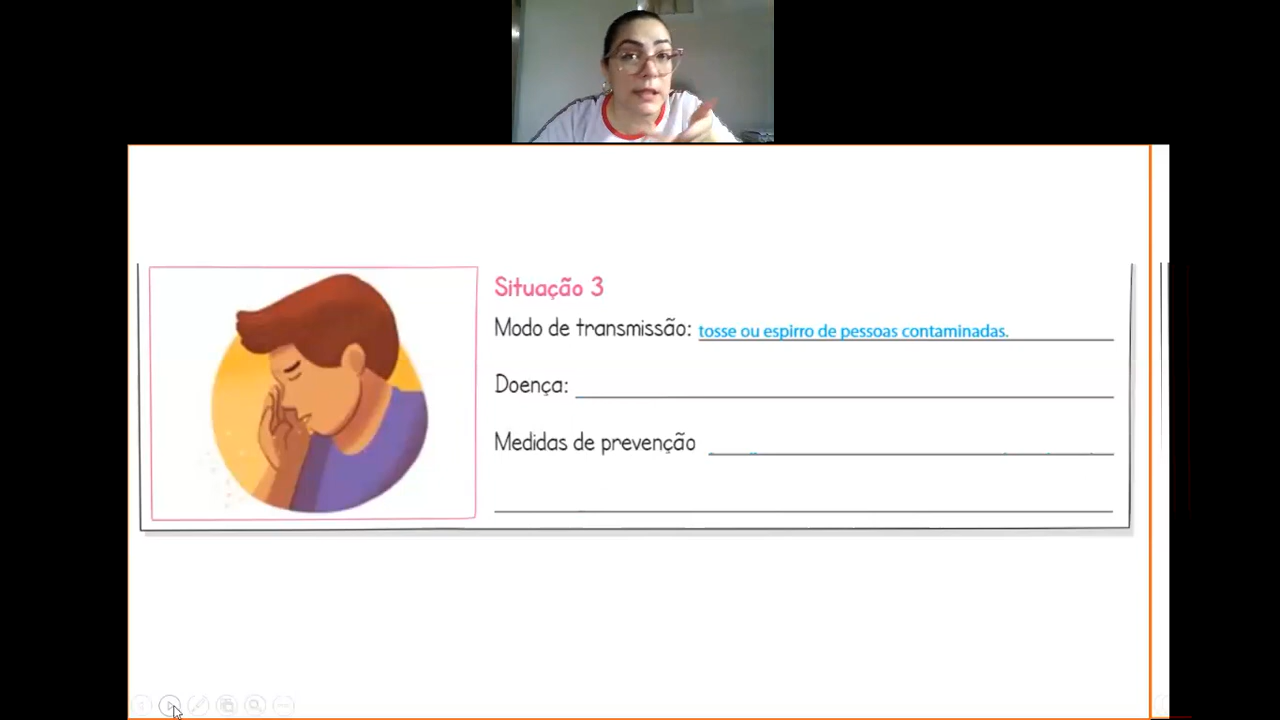 Situação 3
Modo de transmissão: tosse ou espirro de pessoas contaminadas.
Doença:
Medidas de prevenção